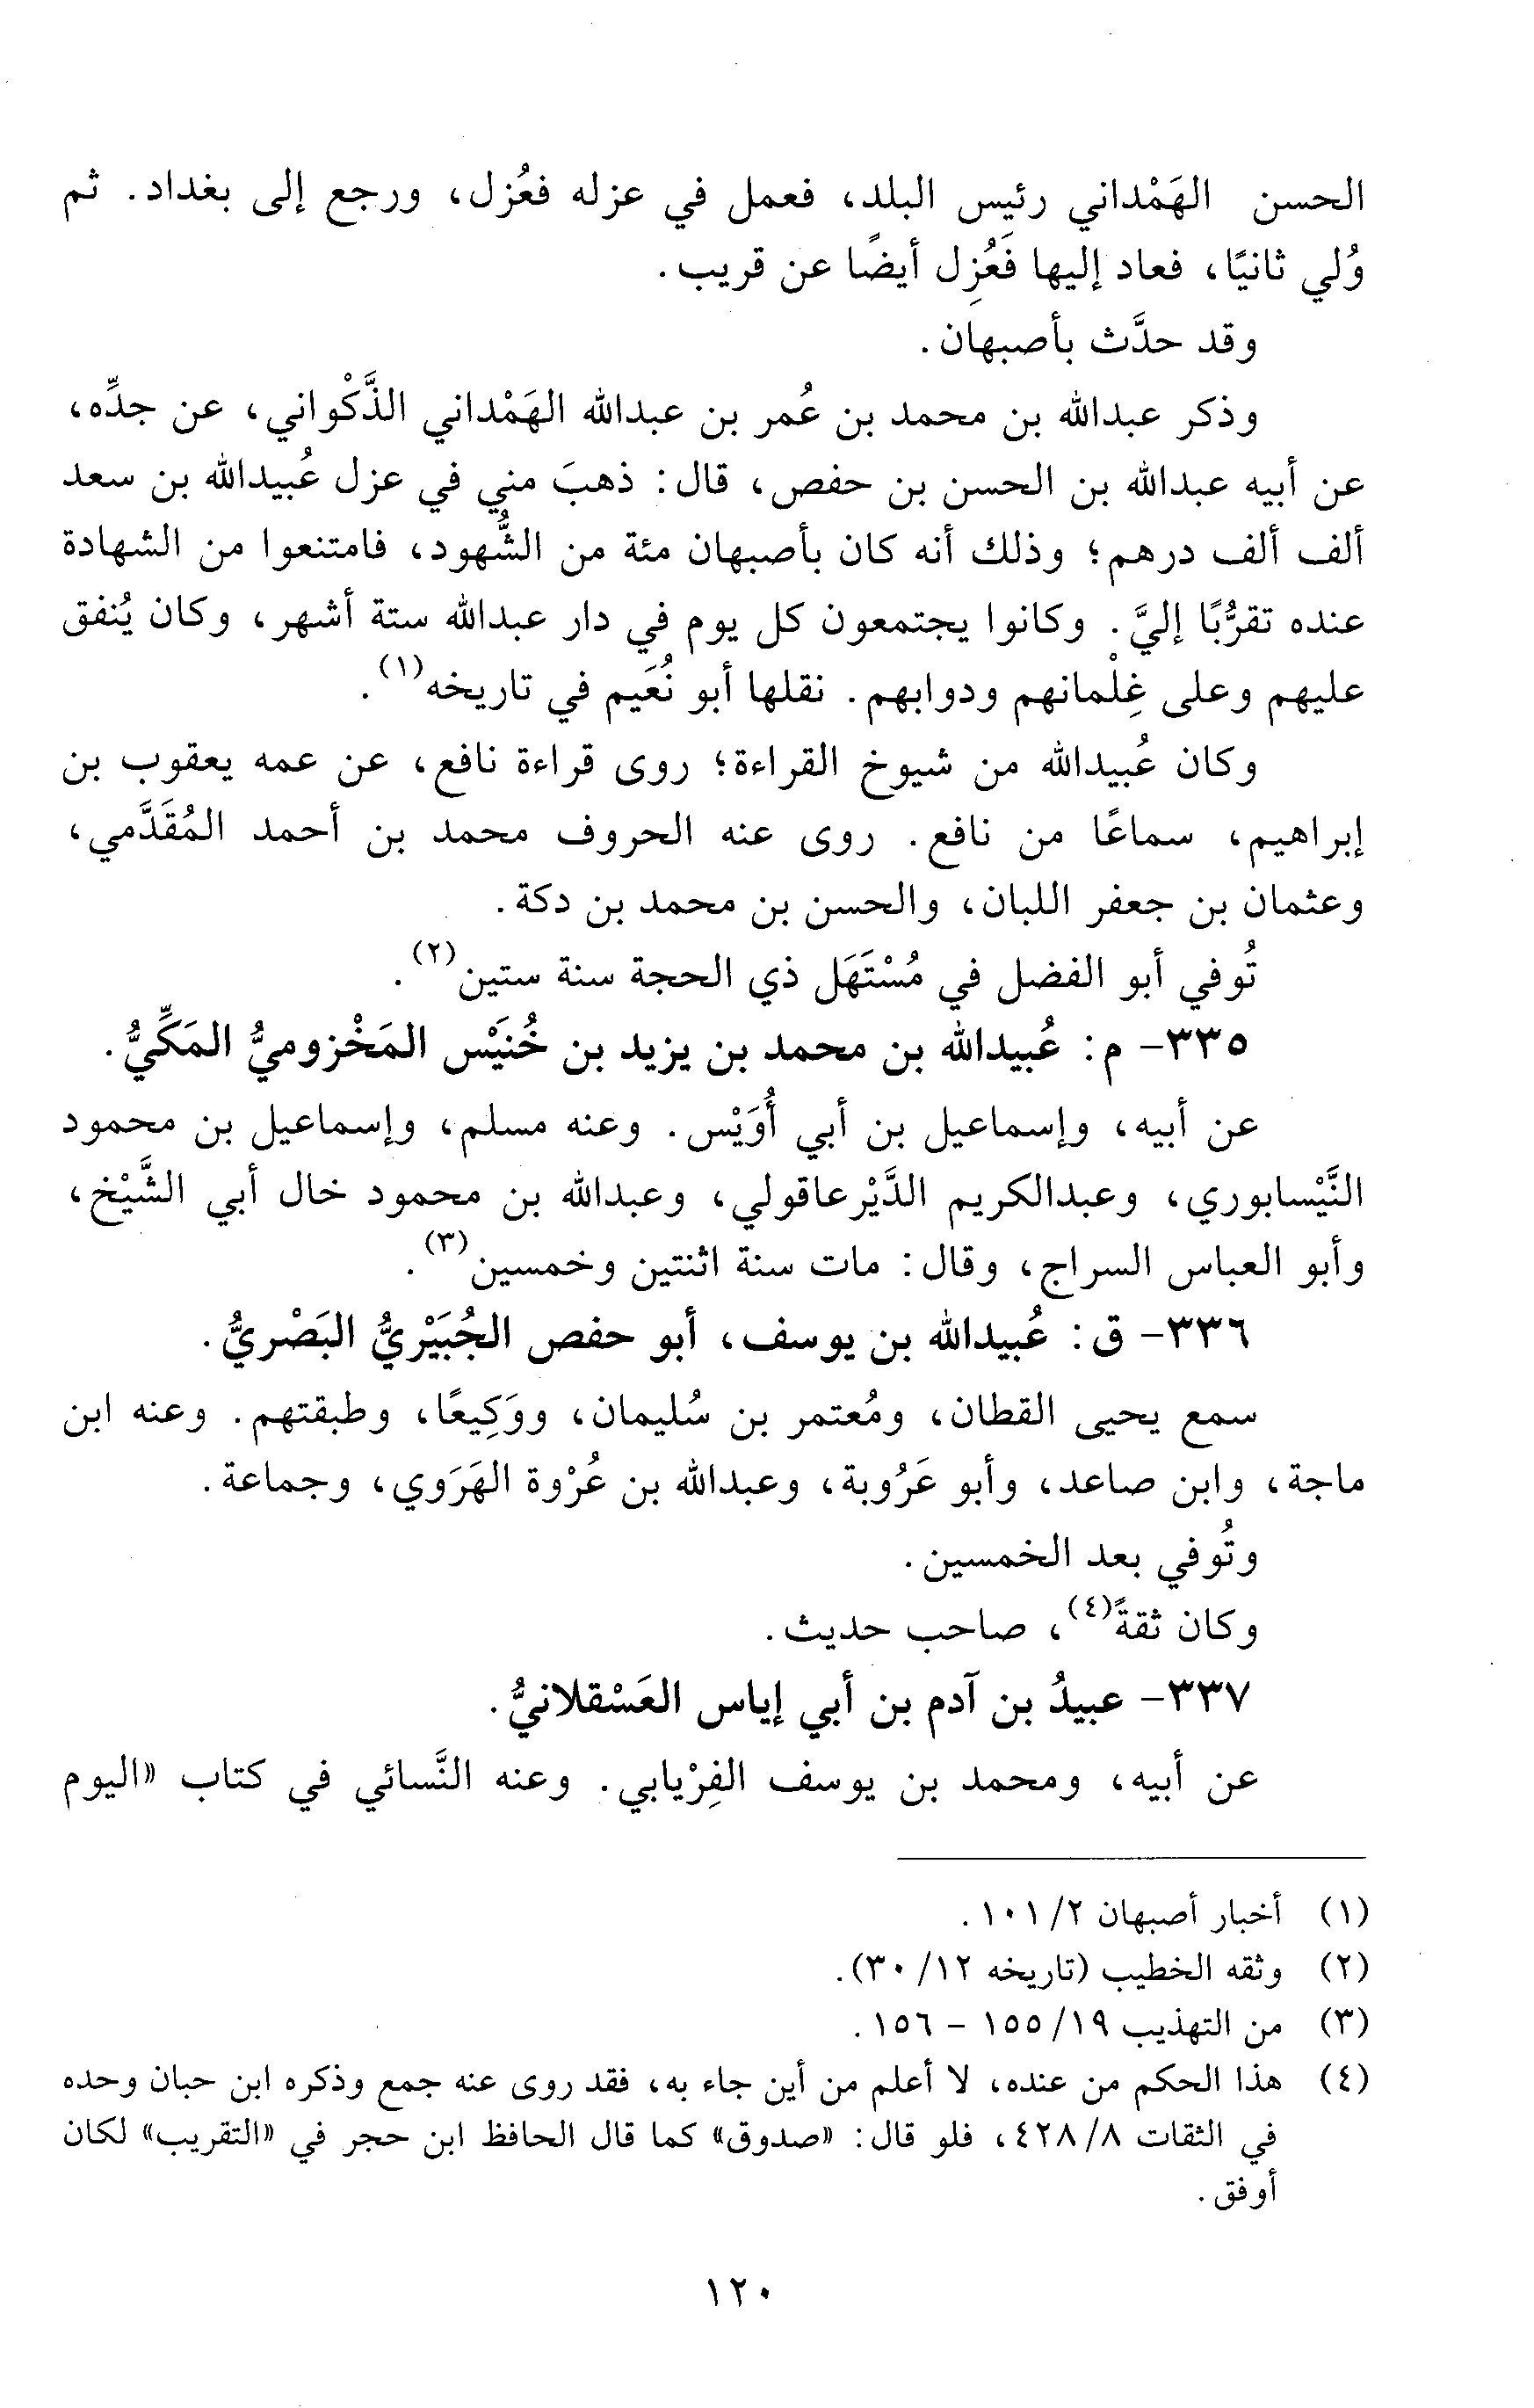 الحسن الهَمْداني رئيس البلد، فعمل في عزله فعُزل، ورجع إلى بغداد. ثم
وُلي ثانيًا، فعاد إليها فَعُزِل أيضًا عن قريب.
وقد حدَّث بأصبهان.
وذكر عبدالله بن محمد بن عُمر بن عبدالله الهَمْداني الذَّكْواني، عن جدِّه،
عن أبيه عبدالله بن الحسن بن حفص، قال: ذهبَ مني في عزل عُبيدالله بن سعد
ألف ألف درهم؛ وذلك أنه كان بأصبهان مئة من الشُّهود، فامتنعوا من الشهادة
عنده تقرُّبًا إليَّ. وكانوا يجتمعون كل يوم في دار عبدالله ستة أشهر، وكان يُنفق
عليهم وعلى غِلْمانهم ودوابهم. نقلها أبو نُعَيم في تاريخه(١).
وكان عُبيدالله من شيوخ القراءة؛ روى قراءة نافع، عن عمه يعقوب بن
إبراهيم، سماعًا من نافع. روى عنه الحروف محمد بن أحمد المُقَدَّمي،
وعثمان بن جعفر اللبان، والحسن بن محمد بن دكة.
تُوفي أبو الفضل في مُسْتَهَل ذي الحجة سنة ستين(٢).
٣٣٥- م: عُبيدالله بن محمد بن يزيد بن خُنَيْس المَخْزوميُّ المَكِّيُّ.
عن أبيه، وإسماعيل بن أبي أُوَيْس. وعنه مسلم، وإسماعيل بن محمود
النَّيْسابوري، وعبدالكريم الدَّيْرعاقولي، وعبدالله بن محمود خال أبي الشَّيْخ،
وأبو العباس السراج، وقال: مات سنة اثنتين وخمسين(٣).
٣٣٦- ق: عُبيدالله بن يوسف، أبو حفص الجُبَيْريُّ البَصْريُّ.
سمع يحيى القطان، ومُعتمر بن سُليمان، ووَكِيعًا، وطبقتهم. وعنه ابن
ماجة، وابن صاعد، وأبو عَرُوبة، وعبدالله بن عُرْوة الهَرَوي، وجماعة.
وتُوفي بعد الخمسين.
وكان ثقةً(٤)، صاحب حديث.
٣٣٧- عبيدُ بن آدم بن أبي إياس العَسْقلانيُّ.
عن أبيه، ومحمد بن يوسف الفِرْيابي. وعنه النَّسائي في كتاب «اليوم
(١) أخبار أصبهان ٢/ ١٠١.
(٢) وثقه الخطيب (تاريخه ١٢/ ٣٠).
(٣) من التهذيب ١٩/ ١٥٥ - ١٥٦.
(٤) هذا الحكم من عنده، لا أعلم من أين جاء به، فقد روى عنه جمع وذكره ابن حبان وحده
في الثقات ٨/ ٤٢٨، فلو قال: «صدوق» كما قال الحافظ ابن حجر في «التقريب» لكان
أوفق.
١٢٠